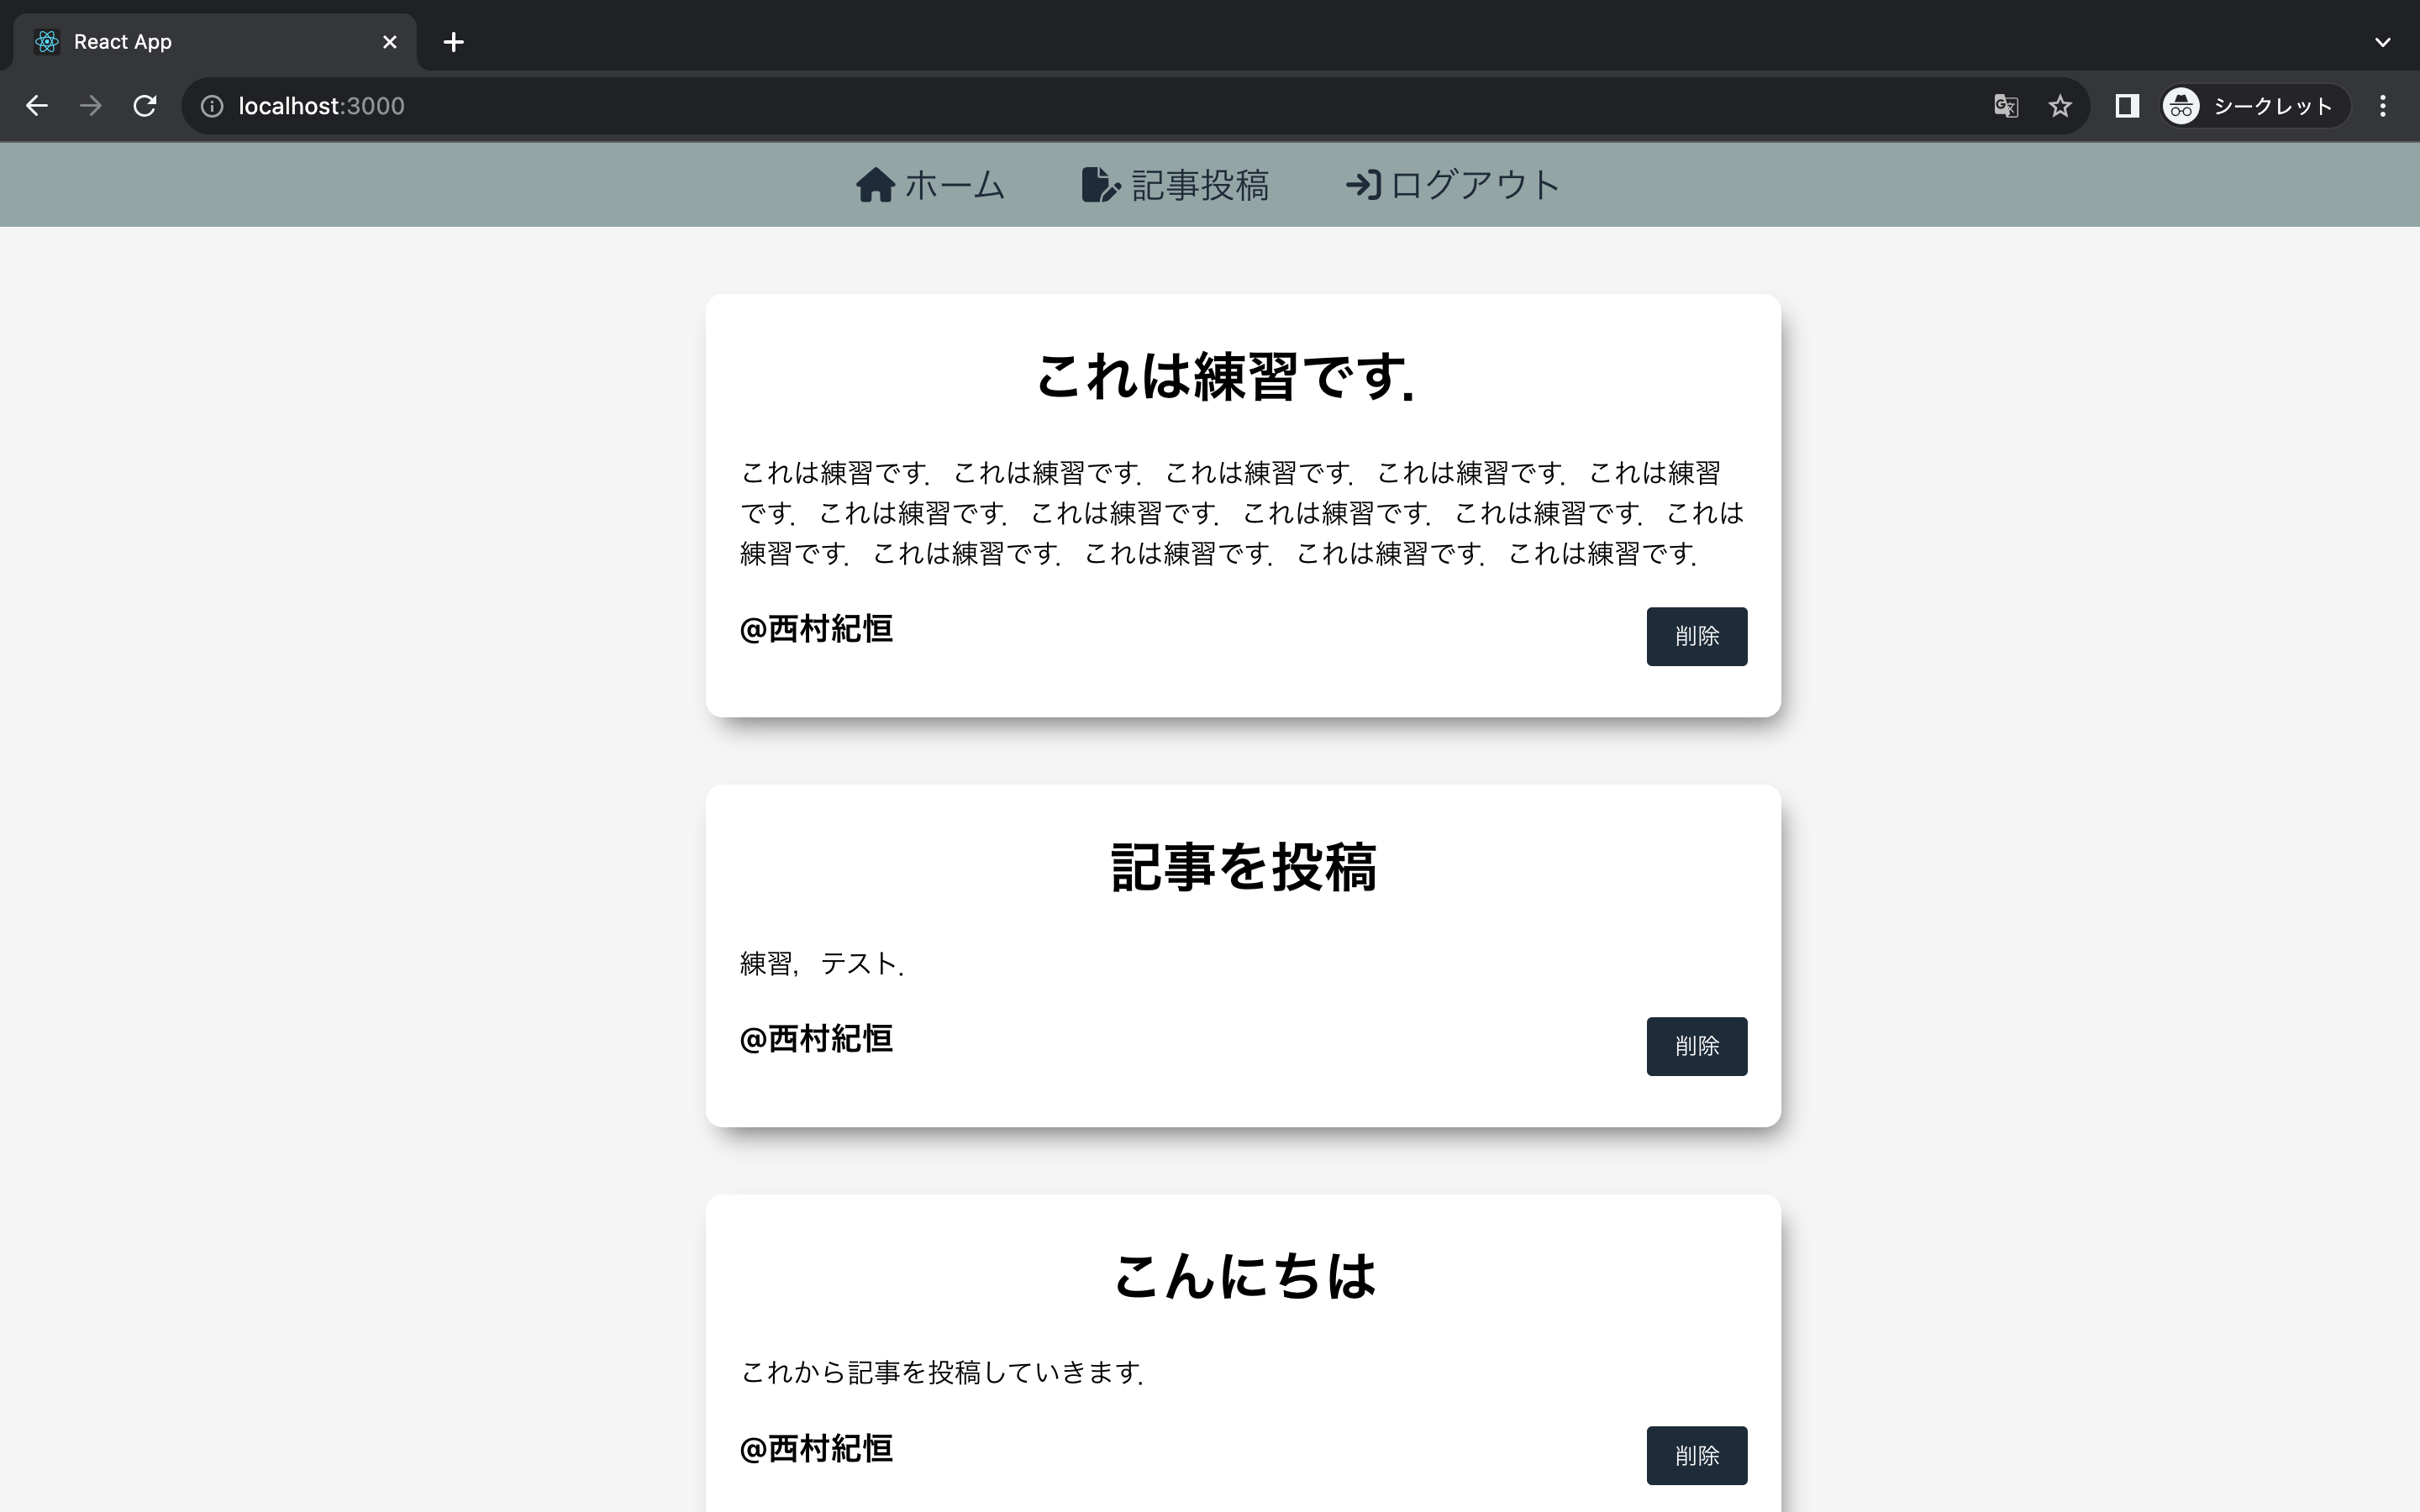 React App
localhost:3000
シークレット
ホーム 記事投稿 ログアウト
これは練習です．
これは練習です．これは練習です．これは練習です．これは練習です．これは練習
です．これは練習です．これは練習です．これは練習です．これは練習です．これは
練習です．これは練習です．これは練習です．これは練習です．これは練習です．
@西村紀恒
削除
記事を投稿
練習，テスト．
@西村紀恒
削除
こんにちは
これから記事を投稿していきます．
@西村紀恒
削除